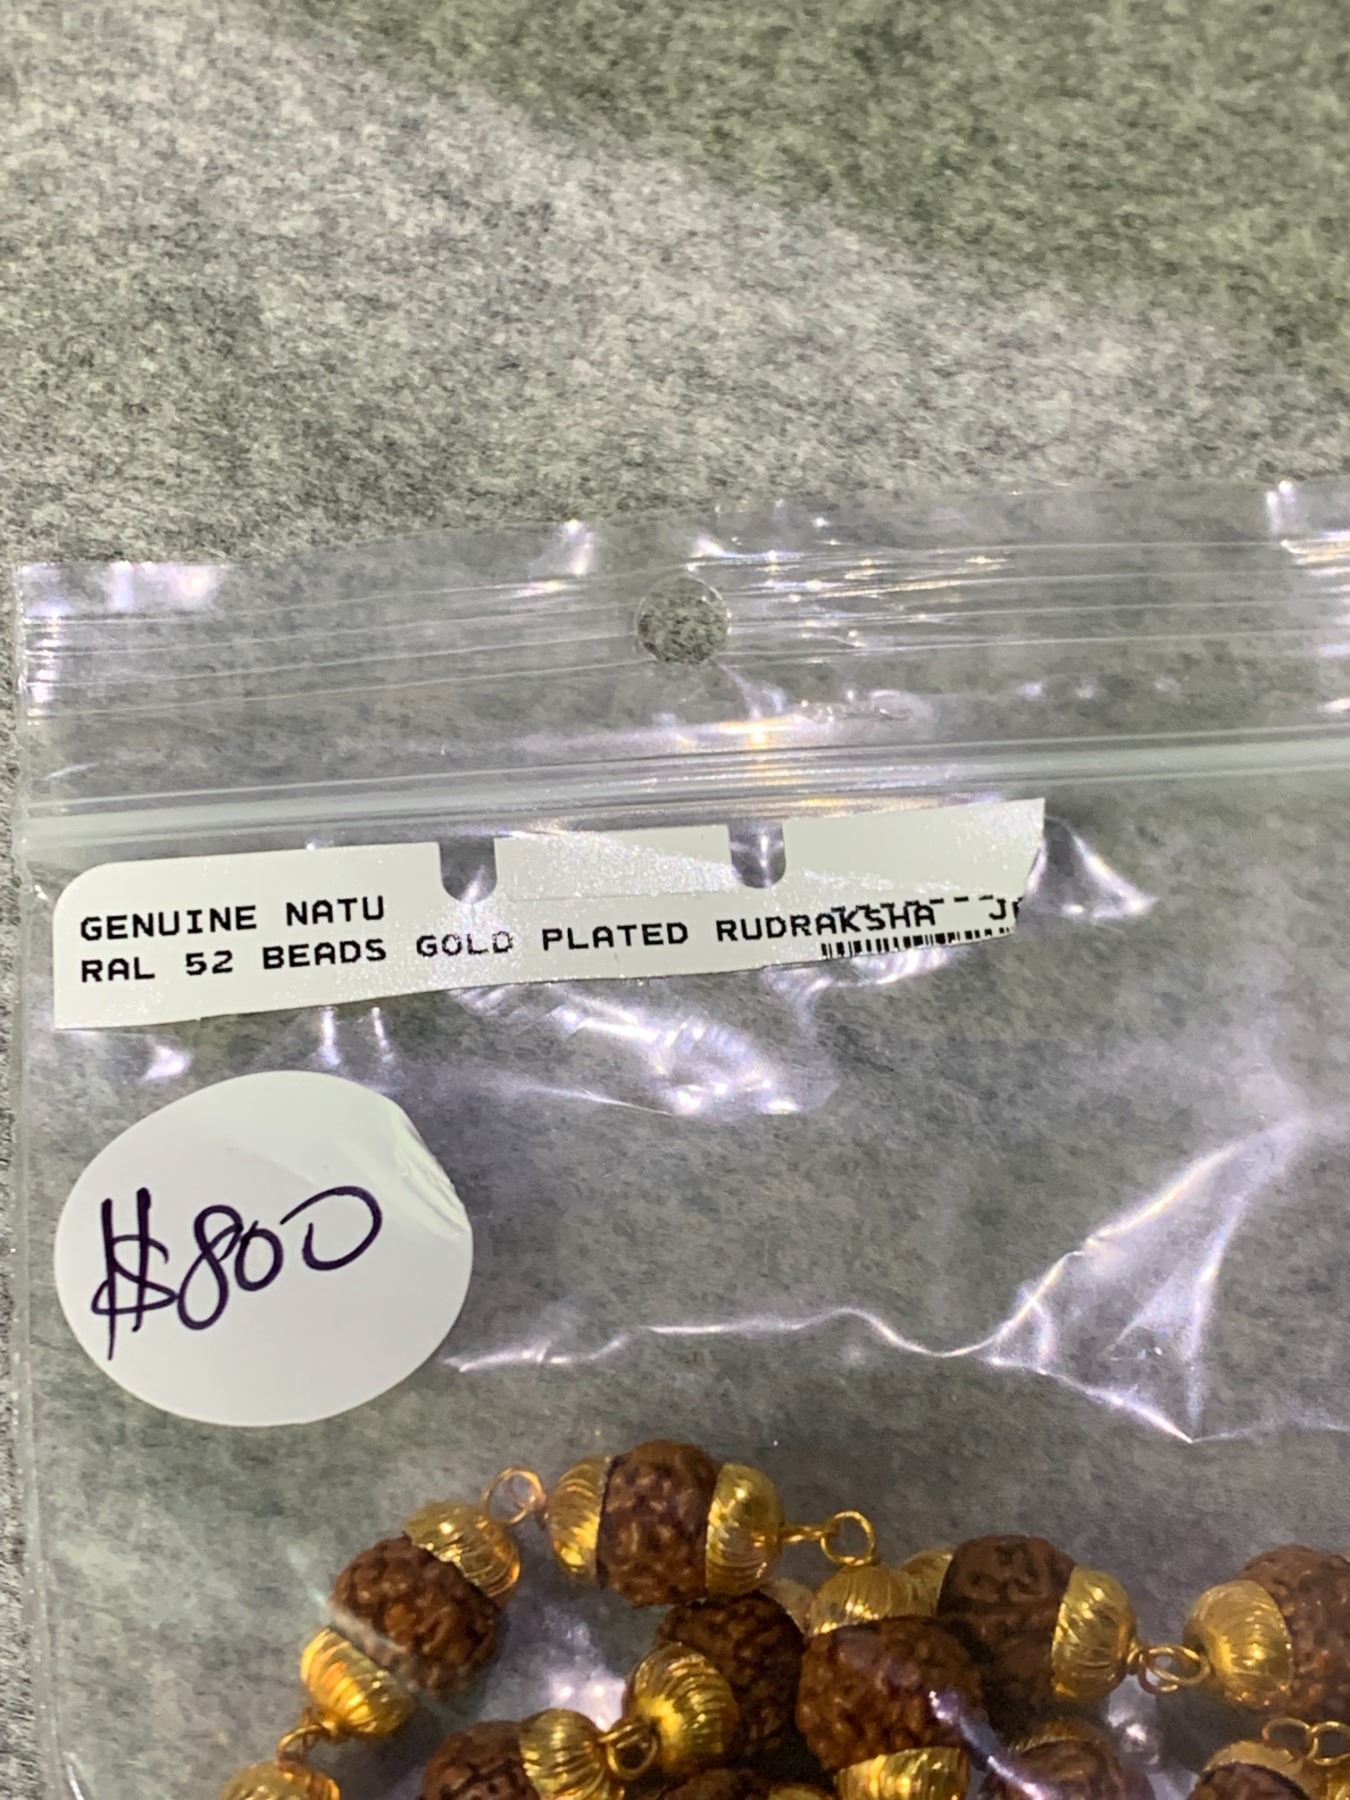 GENUINE NATU
RAL 52 BEADS GOLD PLATED RUDRAKSHA
$800